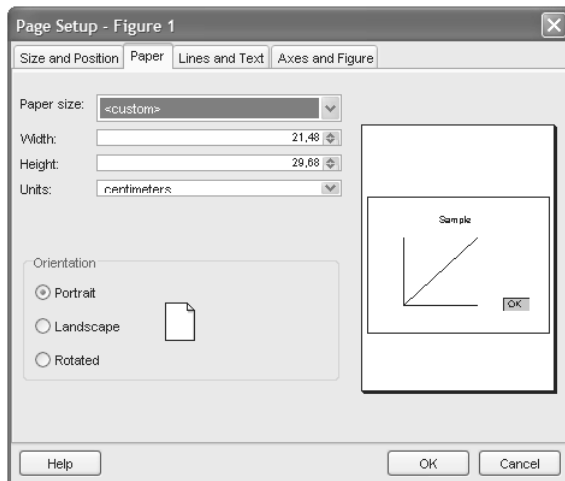 Page Setup - Figure 1
Size and Position Paper Lines and Text Axes and Figure
Paper size: <custom>
Width: 21,48
Height: 29,68
Units: centimeters
Sample
OK
Orientation
Portrait
Landscape
Rotated
Help OK Cancel